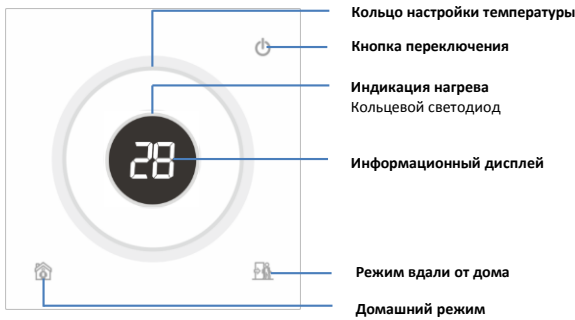 Кольцо настройки температуры
Кнопка переключения
Индикация нагрева
Кольцевой светодиод
28
Информационный дисплей
Режим вдали от дома
Домашний режим